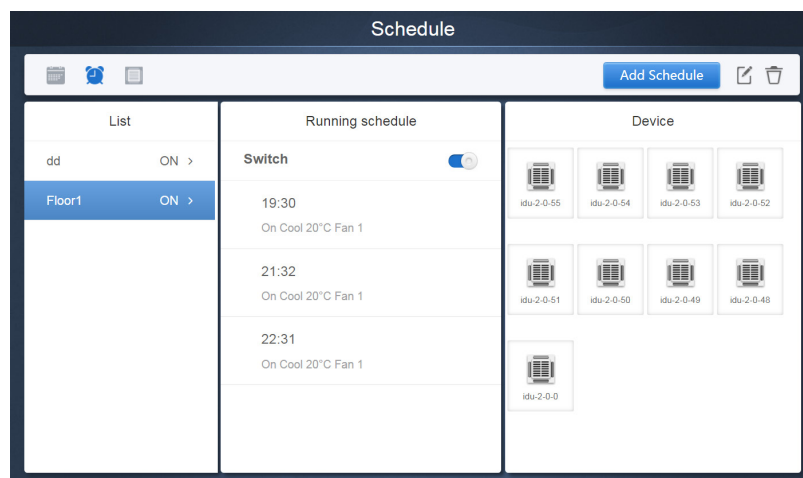 Schedule
Add Schedule
List
Running schedule
Device
dd ON >
Floor1 ON >
Switch
19:30
On Cool 20°C Fan 1
21:32
On Cool 20°C Fan 1
22:31
On Cool 20°C Fan 1
idu-2-0-55 idu-2-0-54 idu-2-0-53 idu-2-0-52
idu-2-0-51 idu-2-0-50 idu-2-0-49 idu-2-0-48
idu-2-0-0